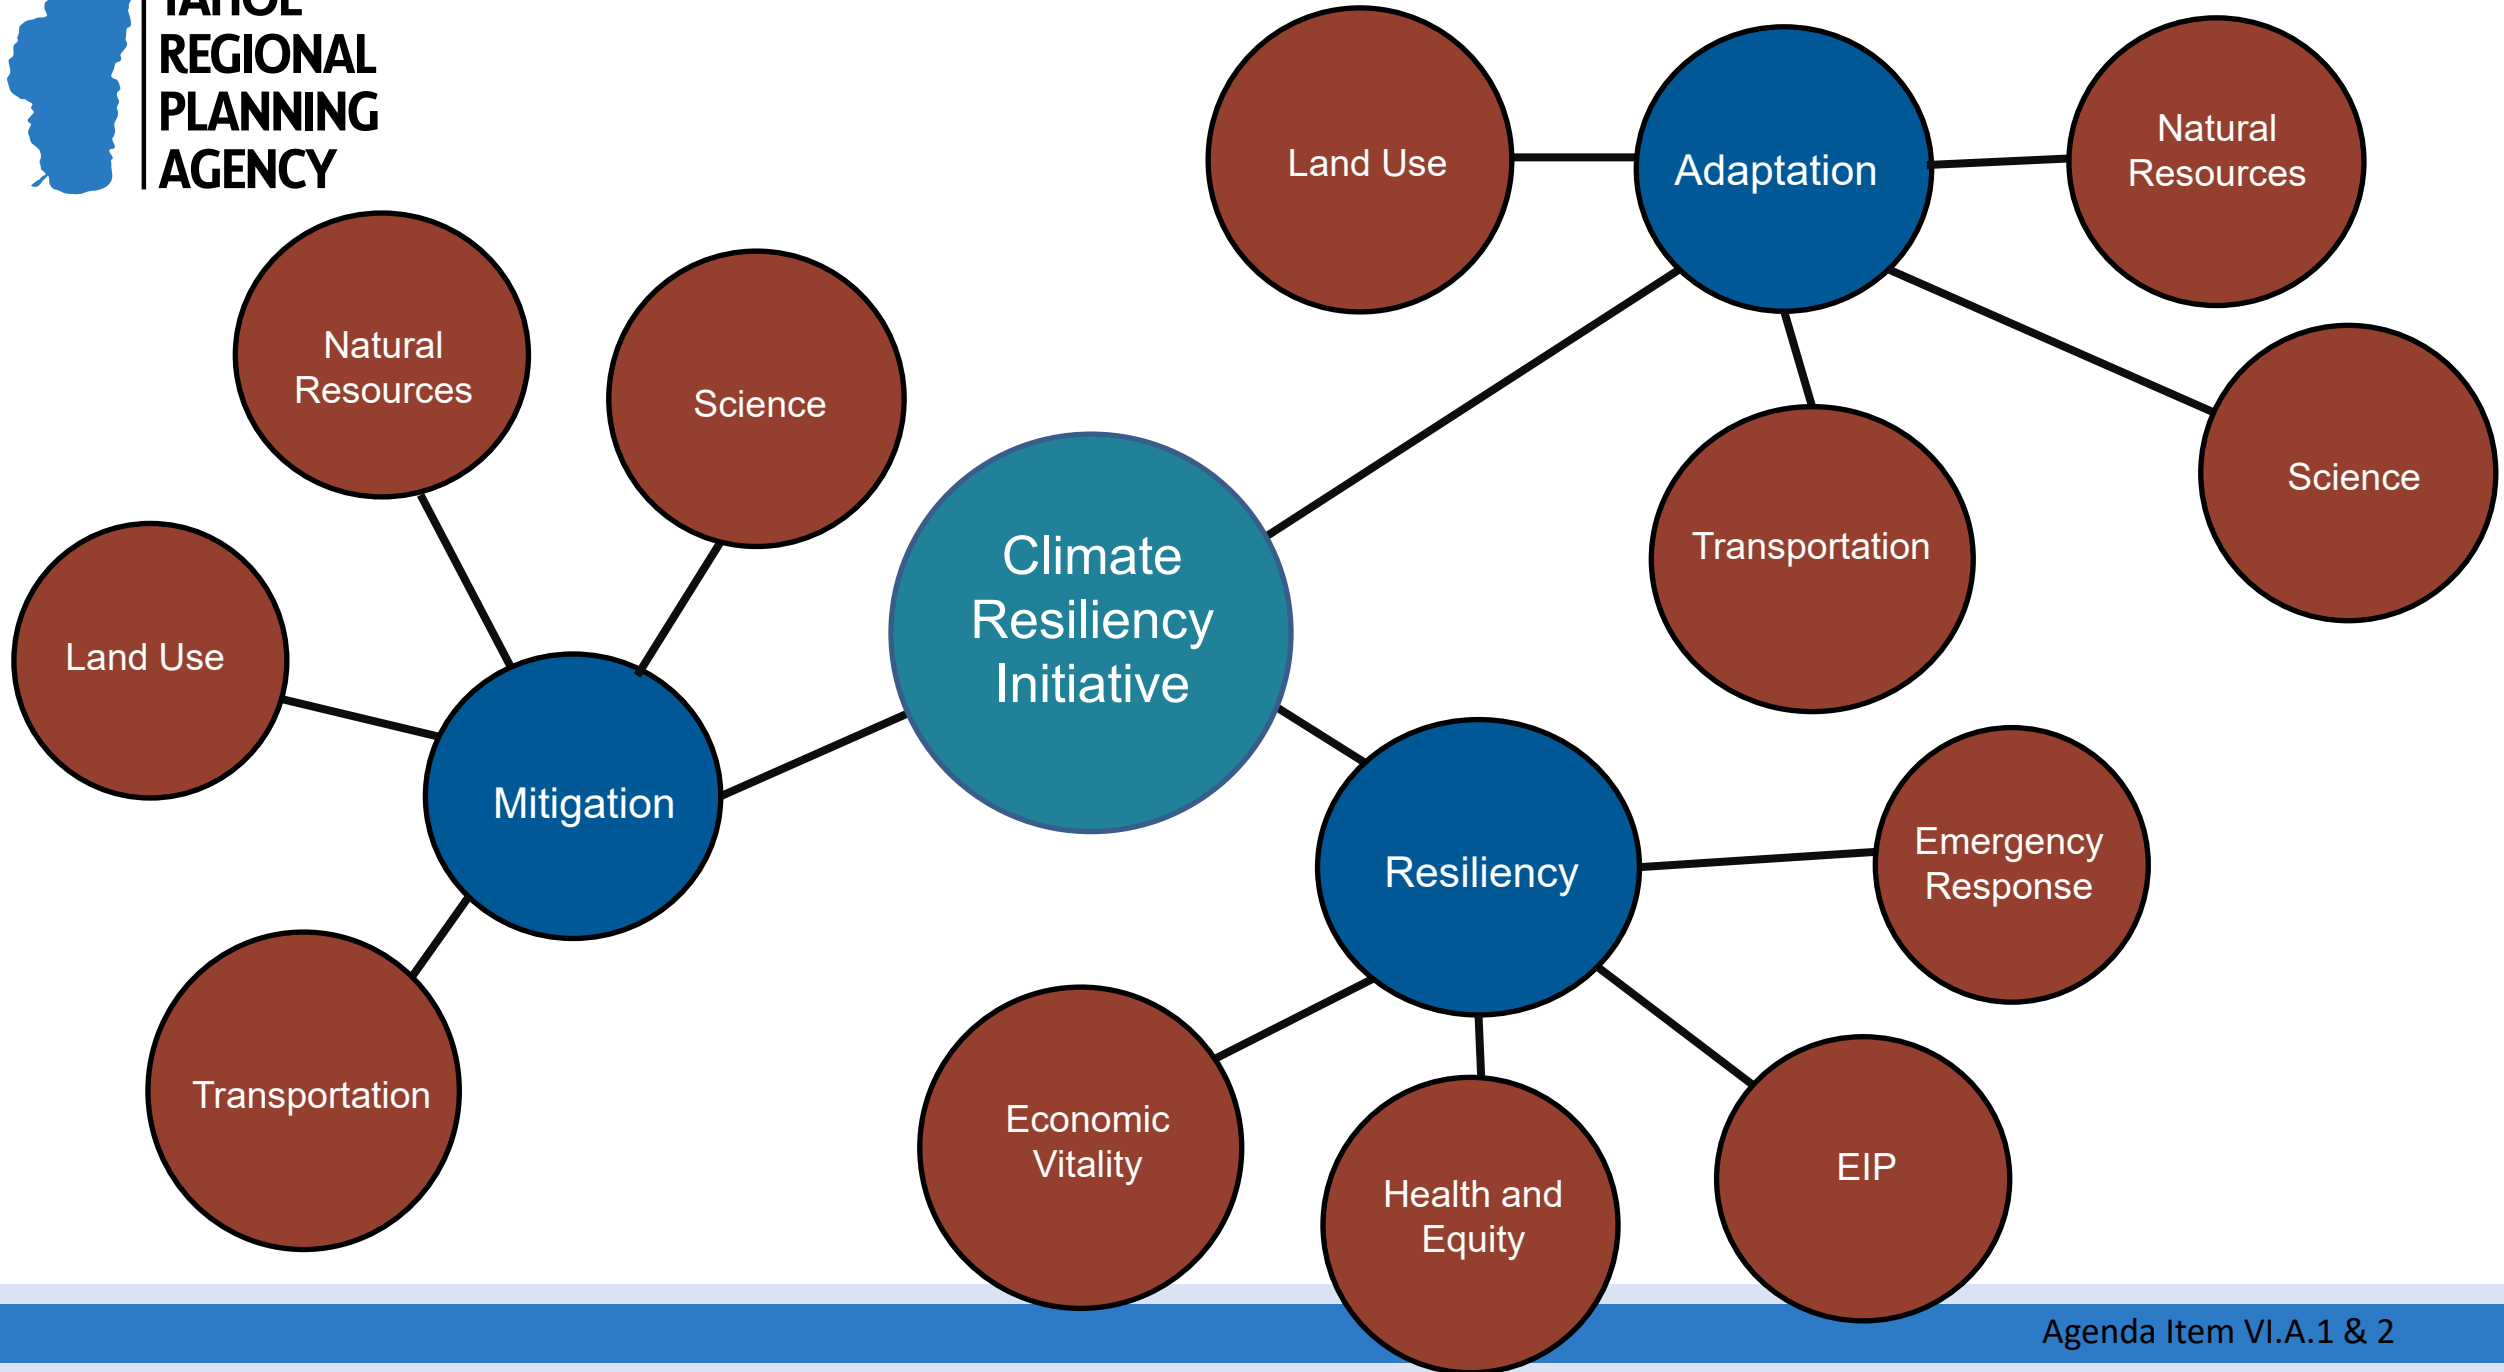 TAHOE
REGIONAL
PLANNING
AGENCY
Land Use
Adaptation
Natural
Resources
Natural
Resources
Science
Science
Transportation
Climate
Resiliency
Initiative
Land Use
Mitigation
Resiliency
Emergency
Response
Transportation
Economic
Vitality
Health and
Equity
EIP
Agenda Item VI.A.1 & 2